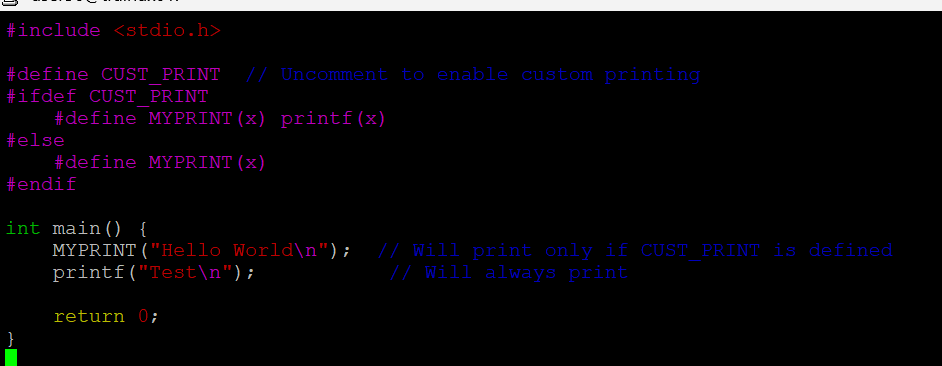 #include <stdio.h>

#define CUST_PRINT  // Uncomment to enable custom printing
#ifdef CUST_PRINT
    #define MYPRINT(x) printf(x)
#else
    #define MYPRINT(x)
#endif

int main() {
    MYPRINT("Hello World\n");  // Will print only if CUST_PRINT is defined
    printf("Test\n");           // Will always print

    return 0;
}